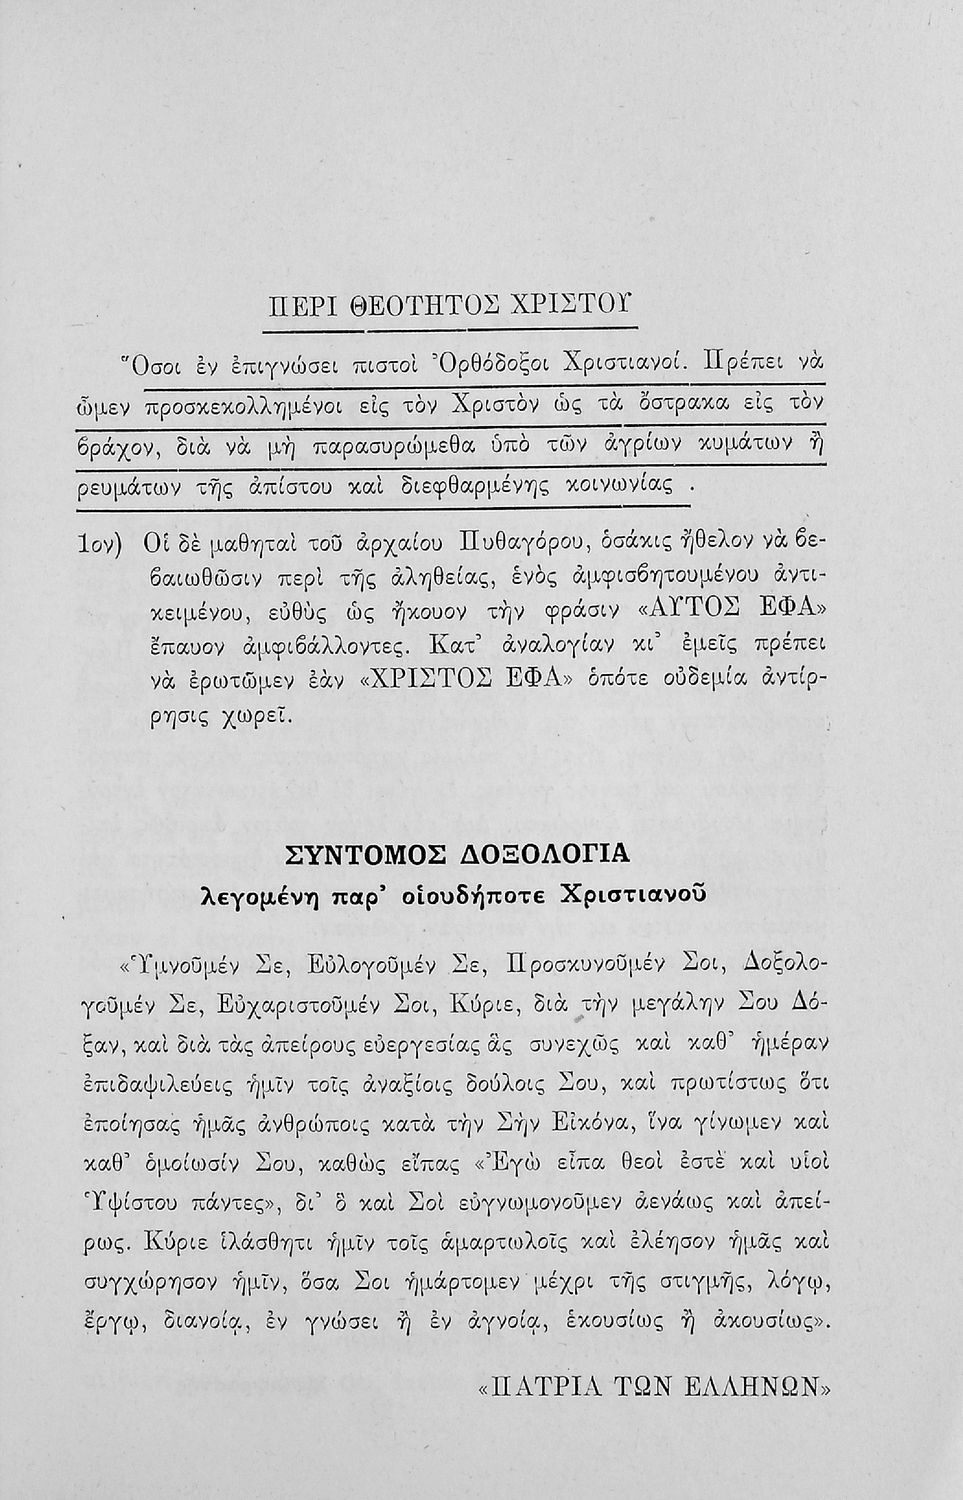 ΠΕΡΙ ΘΕΟΤΗΤΟΣ ΧΡΙΣΤΟΥ
Ὅσοι ἐν ἐπιγνώσει πιστοὶ Ὀρθόδοξοι Χριστιανοί. Πρέπει νὰ
ὦμεν προσκεκολλημένοι εἰς τὸν Χριστὸν ὡς τὰ ὄστρακα εἰς τὸν
βράχον, διὰ νὰ μὴ παρασυρώμεθα ὑπὸ τῶν ἀγρίων κυμάτων ἢ
ρευμάτων τῆς ἀπίστου καὶ διεφθαρμένης κοινωνίας .
1ον) Οἱ δὲ μαθηταὶ τοῦ ἀρχαίου Πυθαγόρου, ὁσάκις ἤθελον νὰ βε-
βαιωθῶσιν περὶ τῆς ἀληθείας, ἑνὸς ἀμφισβητουμένου ἀντι-
κειμένου, εὐθὺς ὡς ἤκουον τὴν φράσιν «ΑΥΤΟΣ ΕΦΑ»
ἔπαυον ἀμφιβάλλοντες. Κατ’ ἀναλογίαν κι’ ἐμεῖς πρέπει
νὰ ἐρωτῶμεν ἐὰν «ΧΡΙΣΤΟΣ ΕΦΑ» ὁπότε οὐδεμία ἀντίρ-
ρησις χωρεῖ.
ΣΥΝΤΟΜΟΣ ΔΟΞΟΛΟΓΙΑ
λεγομένη παρ’ οἱουδήποτε Χριστιανοῦ
«Ὑμνοῦμέν Σε, Εὐλογοῦμέν Σε, Προσκυνοῦμέν Σοι, Δοξολο-
γοῦμέν Σε, Εὐχαριστοῦμέν Σοι, Κύριε, διὰ τὴν μεγάλην Σου Δό-
ξαν, καὶ διὰ τὰς ἀπείρους εὐεργεσίας ἃς συνεχῶς καὶ καθ’ ἡμέραν
ἐπιδαψιλεύεις ἡμῖν τοῖς ἀναξίοις δούλοις Σου, καὶ πρωτίστως ὅτι
ἐποίησας ἡμᾶς ἀνθρώποις κατὰ τὴν Σὴν Εἰκόνα, ἵνα γίνωμεν καὶ
καθ’ ὁμοίωσίν Σου, καθὼς εἶπας «Ἐγὼ εἶπα θεοὶ ἐστὲ καὶ υἱοὶ
Ὑψίστου πάντες», δι’ ὃ καὶ Σοὶ εὐγνωμονοῦμεν ἀενάως καὶ ἀπεί-
ρως. Κύριε ἱλάσθητι ἡμῖν τοῖς ἁμαρτωλοῖς καὶ ἐλέησον ἡμᾶς καὶ
συγχώρησον ἡμῖν, ὅσα Σοι ἡμάρτομεν μέχρι τῆς στιγμῆς, λόγῳ,
ἔργῳ, διανοίᾳ, ἐν γνώσει ἢ ἐν ἀγνοίᾳ, ἑκουσίως ἢ ἀκουσίως».
«ΠΑΤΡΙΑ ΤΩΝ ΕΛΛΗΝΩΝ»